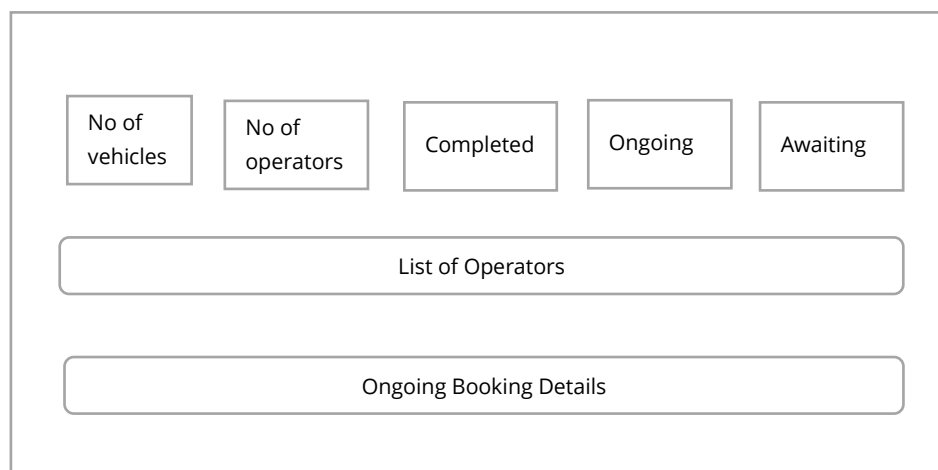 No of
vehicles
No of
operators
Completed
Ongoing
Awaiting
List of Operators
Ongoing Booking Details